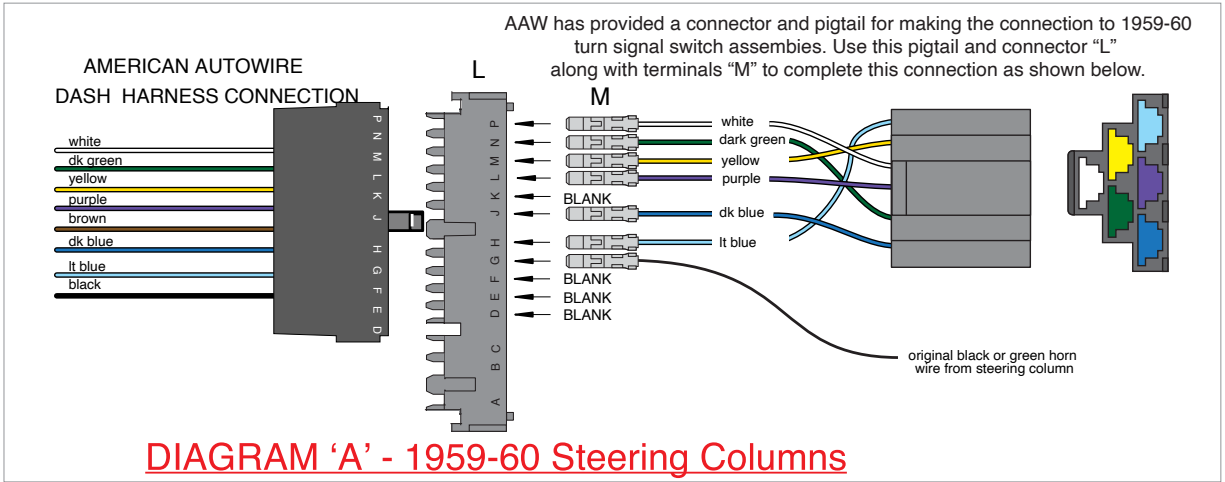 AAW has provided a connector and pigtail for making the connection to 1959-60
turn signal switch assembies. Use this pigtail and connector “L”
along with terminals “M” to complete this connection as shown below.
AMERICAN AUTOWIRE
DASH HARNESS CONNECTION
L
M
white
dk green
yellow
purple
brown
dk blue
lt blue
black
P
N
M
L
K
J
H
G
F
E
D
P
N
M
L
K
J
H
G
F
E
D
C
B
A
white
dark green
yellow
purple
BLANK
dk blue
lt blue
BLANK
BLANK
BLANK
original black or green horn
wire from steering column
DIAGRAM ‘A’ - 1959-60 Steering Columns